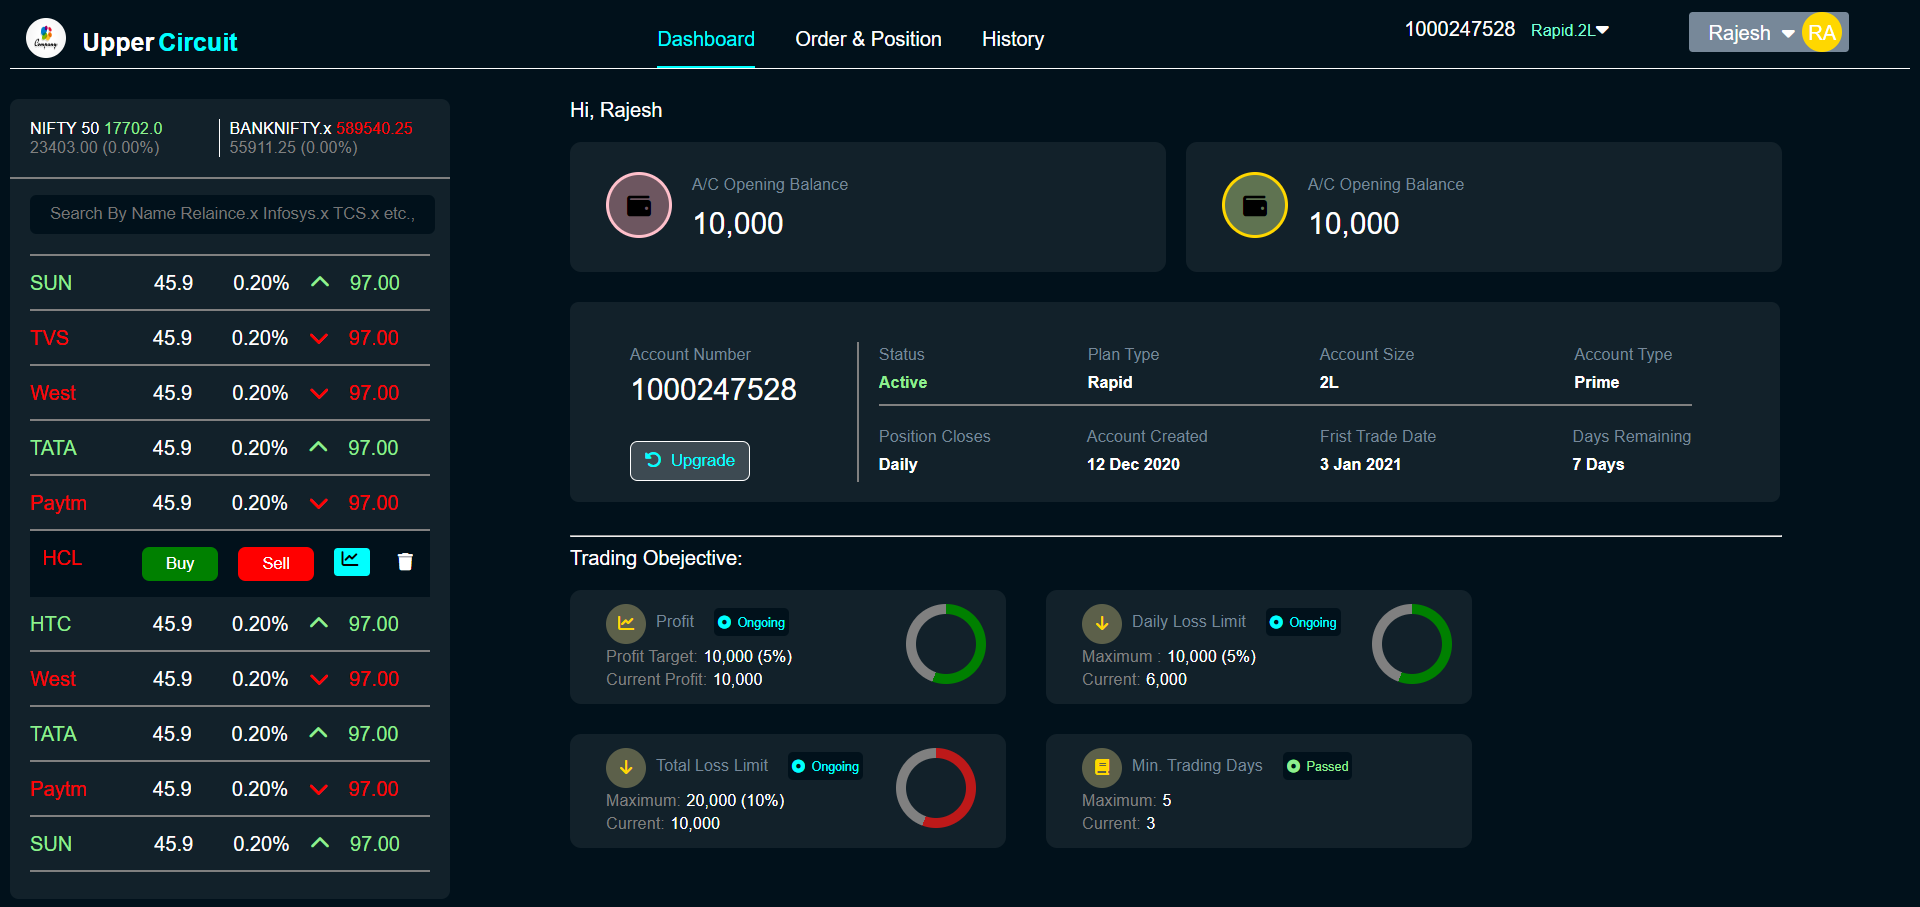 Company
Upper Circuit
Dashboard
Order & Position
History
1000247528
Rapid.2L
Rajesh
RA
NIFTY 50 17702.0
23403.00 (0.00%)
BANKNIFTY.x 589540.25
55911.25 (0.00%)
Search By Name Relaince.x Infosys.x TCS.x etc.,
SUN 45.9 0.20% 97.00
TVS 45.9 0.20% 97.00
West 45.9 0.20% 97.00
TATA 45.9 0.20% 97.00
Paytm 45.9 0.20% 97.00
HCL Buy Sell
HTC 45.9 0.20% 97.00
West 45.9 0.20% 97.00
TATA 45.9 0.20% 97.00
Paytm 45.9 0.20% 97.00
SUN 45.9 0.20% 97.00
Hi, Rajesh
A/C Opening Balance
10,000
A/C Opening Balance
10,000
Account Number
1000247528
Upgrade
Status
Active
Plan Type
Rapid
Account Size
2L
Account Type
Prime
Position Closes
Daily
Account Created
12 Dec 2020
Frist Trade Date
3 Jan 2021
Days Remaining
7 Days
Trading Obejective:
Profit Ongoing
Profit Target: 10,000 (5%)
Current Profit: 10,000
Daily Loss Limit Ongoing
Maximum : 10,000 (5%)
Current: 6,000
Total Loss Limit Ongoing
Maximum: 20,000 (10%)
Current: 10,000
Min. Trading Days Passed
Maximum: 5
Current: 3